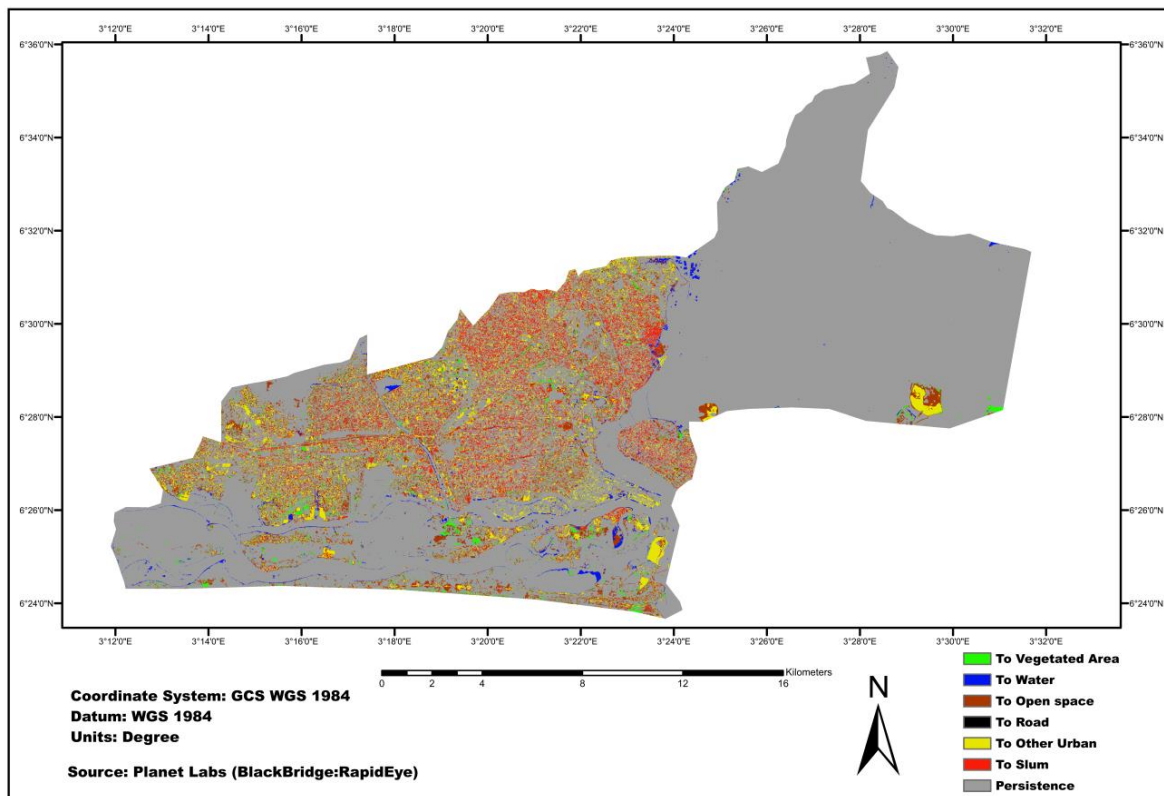 3°12'0"E 3°14'0"E 3°16'0"E 3°18'0"E 3°20'0"E 3°22'0"E 3°24'0"E 3°26'0"E 3°28'0"E 3°30'0"E 3°32'0"E
6°36'0"N 6°36'0"N
6°34'0"N 6°34'0"N
6°32'0"N 6°32'0"N
6°30'0"N 6°30'0"N
6°28'0"N 6°28'0"N
6°26'0"N 6°26'0"N
6°24'0"N 6°24'0"N
3°12'0"E 3°14'0"E 3°16'0"E 3°18'0"E 3°20'0"E 3°22'0"E 3°24'0"E 3°26'0"E 3°28'0"E 3°30'0"E 3°32'0"E
Kilometers
0 2 4 8 12 16
Coordinate System: GCS WGS 1984
Datum: WGS 1984
Units: Degree
Source: Planet Labs (BlackBridge:RapidEye)
N
To Vegetated Area
To Water
To Open space
To Road
To Other Urban
To Slum
Persistence